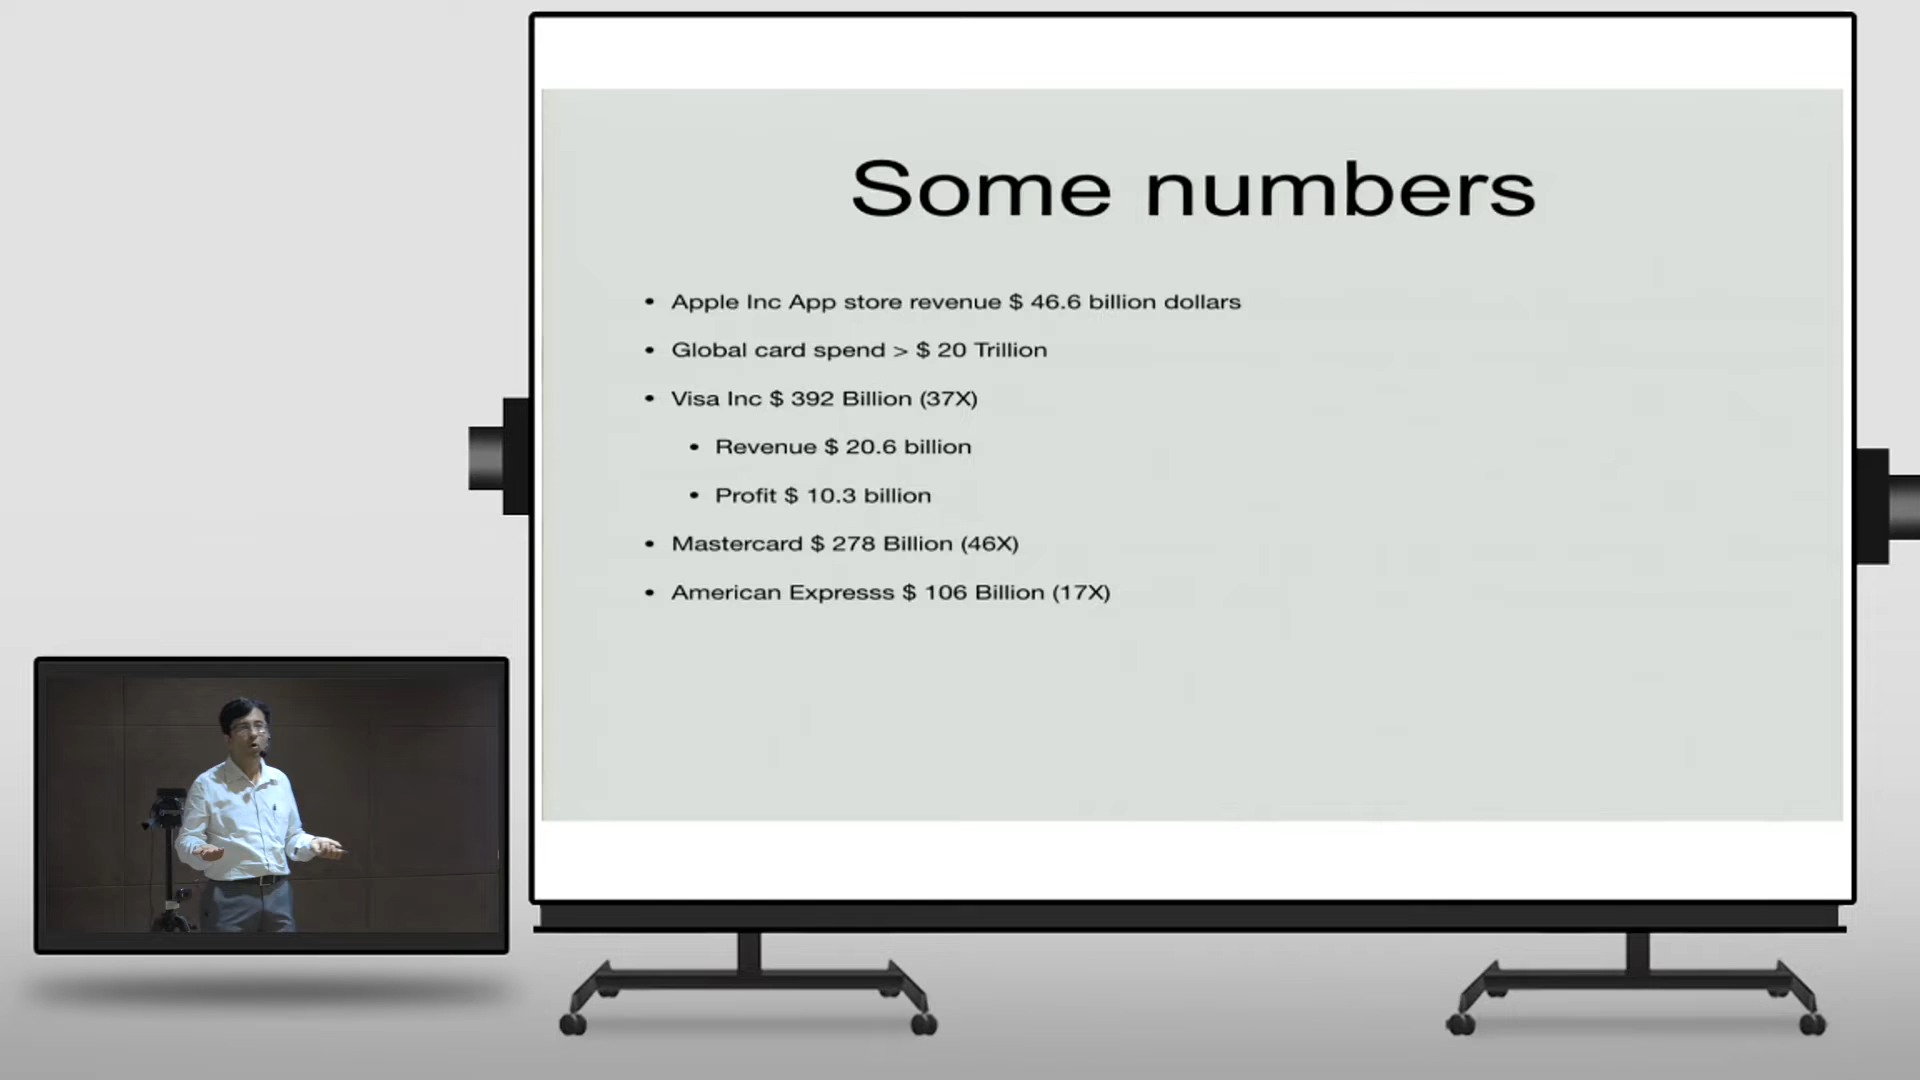 Some numbers
• Apple Inc App store revenue $ 46.6 billion dollars
• Global card spend > $ 20 Trillion
• Visa Inc $ 392 Billion (37X)
• Revenue $ 20.6 billion
• Profit $ 10.3 billion
• Mastercard $ 278 Billion (46X)
• American Expresss $ 106 Billion (17X)